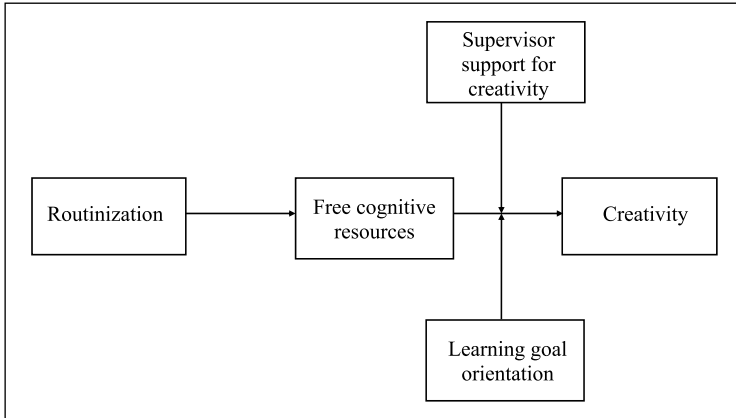 Supervisor
support for
creativity
Routinization
Free cognitive
resources
Creativity
Learning goal
orientation